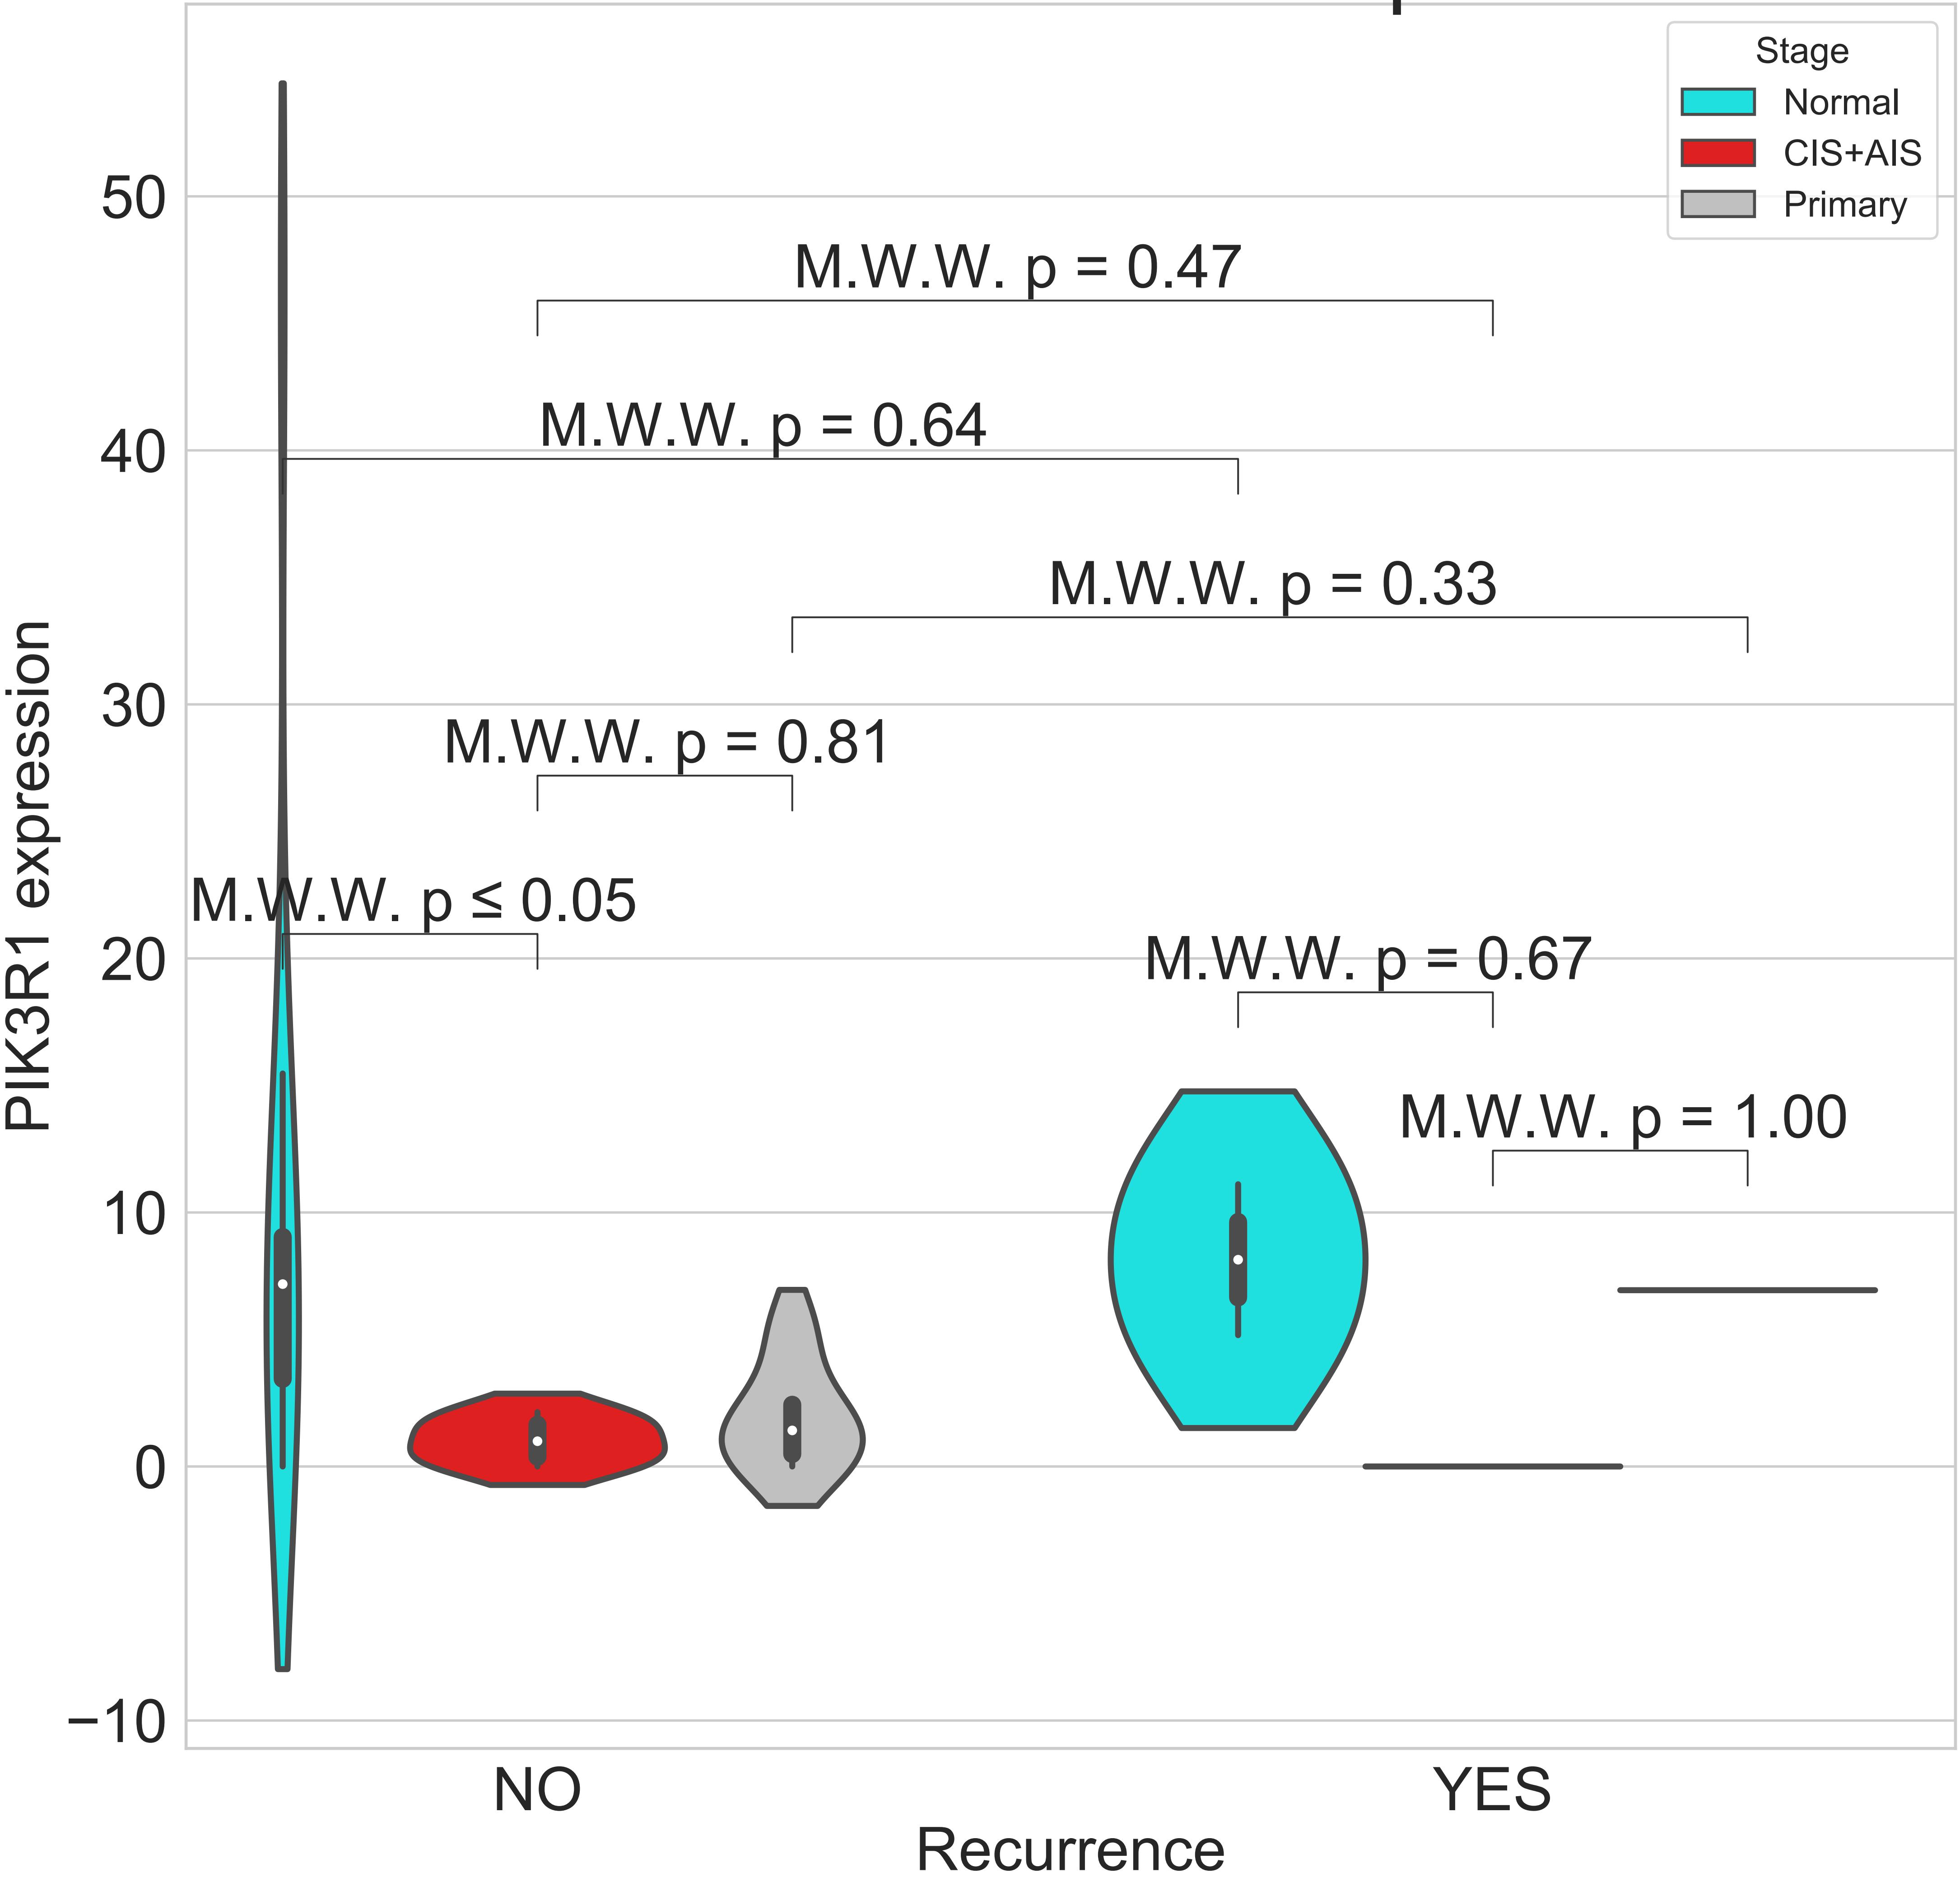 Stage
Normal
CIS+AIS
Primary
50
M.W.W. p = 0.47
40
M.W.W. p = 0.64
M.W.W. p = 0.33
30
M.W.W. p = 0.81
M.W.W. p ≤ 0.05
20
M.W.W. p = 0.67
M.W.W. p = 1.00
10
0
−10
PIK3R1 expression
NO
YES
Recurrence